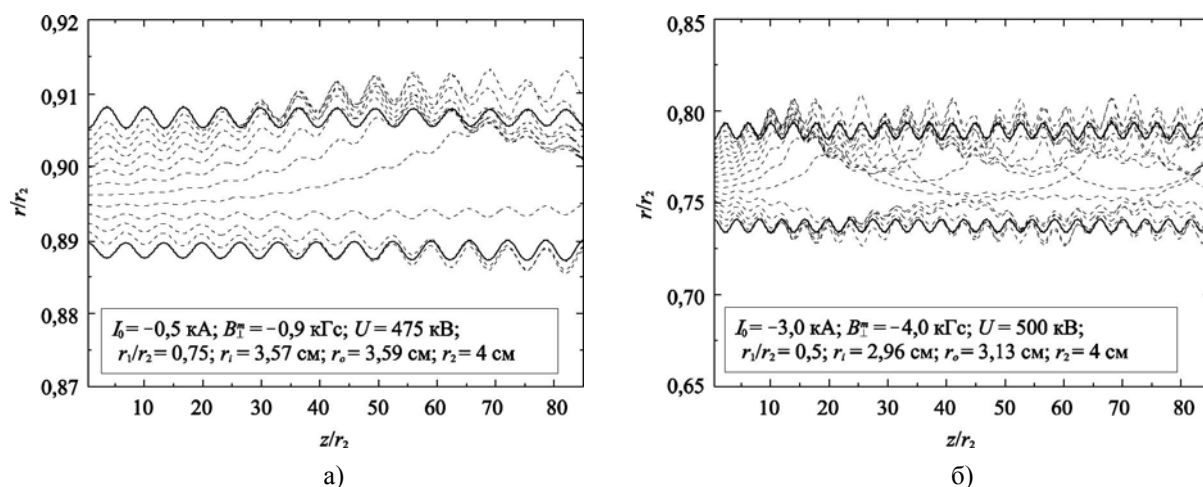 0,92
0,91
0,90
0,89
0,88
0,87
r/r₂
10 20 30 40 50 60 70 80
z/r₂
I₀ = −0,5 кА; B⊥ᵐ = −0,9 кГс; U = 475 кВ;
r₁/r₂ = 0,75; rᵢ = 3,57 см; rₒ = 3,59 см; r₂ = 4 см
а)
0,85
0,80
0,75
0,70
0,65
r/r₂
10 20 30 40 50 60 70 80
z/r₂
I₀ = −3,0 кА; B⊥ᵐ = −4,0 кГс; U = 500 кВ;
r₁/r₂ = 0,5; rᵢ = 2,96 см; rₒ = 3,13 см; r₂ = 4 см
б)